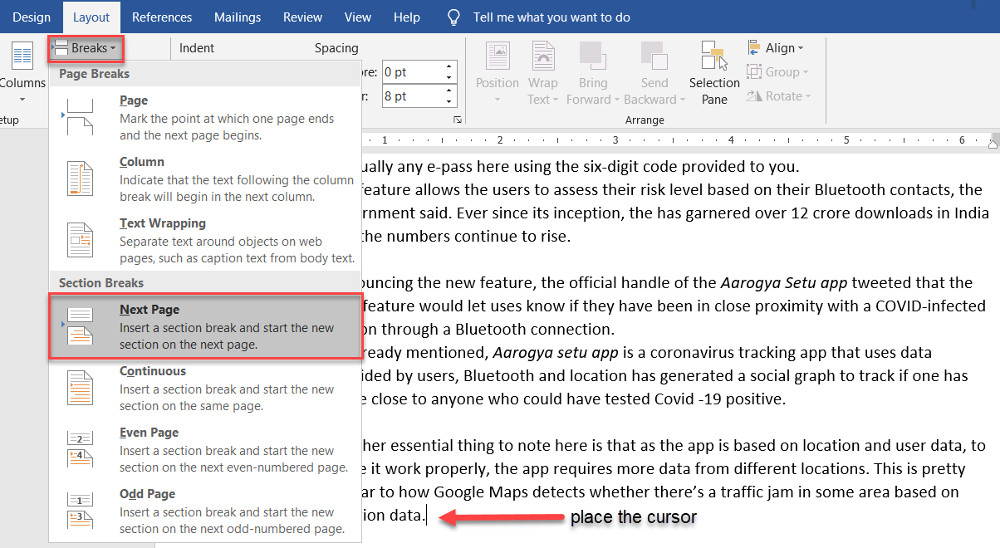 Design Layout References Mailings Review View Help Tell me what you want to do
Breaks
Columns
etup
Indent Spacing
ore: 0 pt
r: 8 pt
Position
Wrap Text
Bring Forward
Send Backward
Selection Pane
Align
Group
Rotate
Arrange
Page Breaks
Page
Mark the point at which one page ends
and the next page begins.
Column
Indicate that the text following the column
break will begin in the next column.
Text Wrapping
Separate text around objects on web
pages, such as caption text from body text.
Section Breaks
Next Page
Insert a section break and start the new
section on the next page.
Continuous
Insert a section break and start the new
section on the same page.
2
4
Even Page
Insert a section break and start the new
section on the next even-numbered page.
1
3
Odd Page
Insert a section break and start the new
section on the next odd-numbered page.
1 2 3 4 5 6
ually any e-pass here using the six-digit code provided to you.
feature allows the users to assess their risk level based on their Bluetooth contacts, the
ernment said. Ever since its inception, the has garnered over 12 crore downloads in India
the numbers continue to rise.
ouncing the new feature, the official handle of the Aarogya Setu app tweeted that the
feature would let uses know if they have been in close proximity with a COVID-infected
on through a Bluetooth connection.
ready mentioned, Aarogya setu app is a coronavirus tracking app that uses data
ided by users, Bluetooth and location has generated a social graph to track if one has
e close to anyone who could have tested Covid -19 positive.
her essential thing to note here is that as the app is based on location and user data, to
e it work properly, the app requires more data from different locations. This is pretty
ar to how Google Maps detects whether there’s a traffic jam in some area based on
ion data.
place the cursor